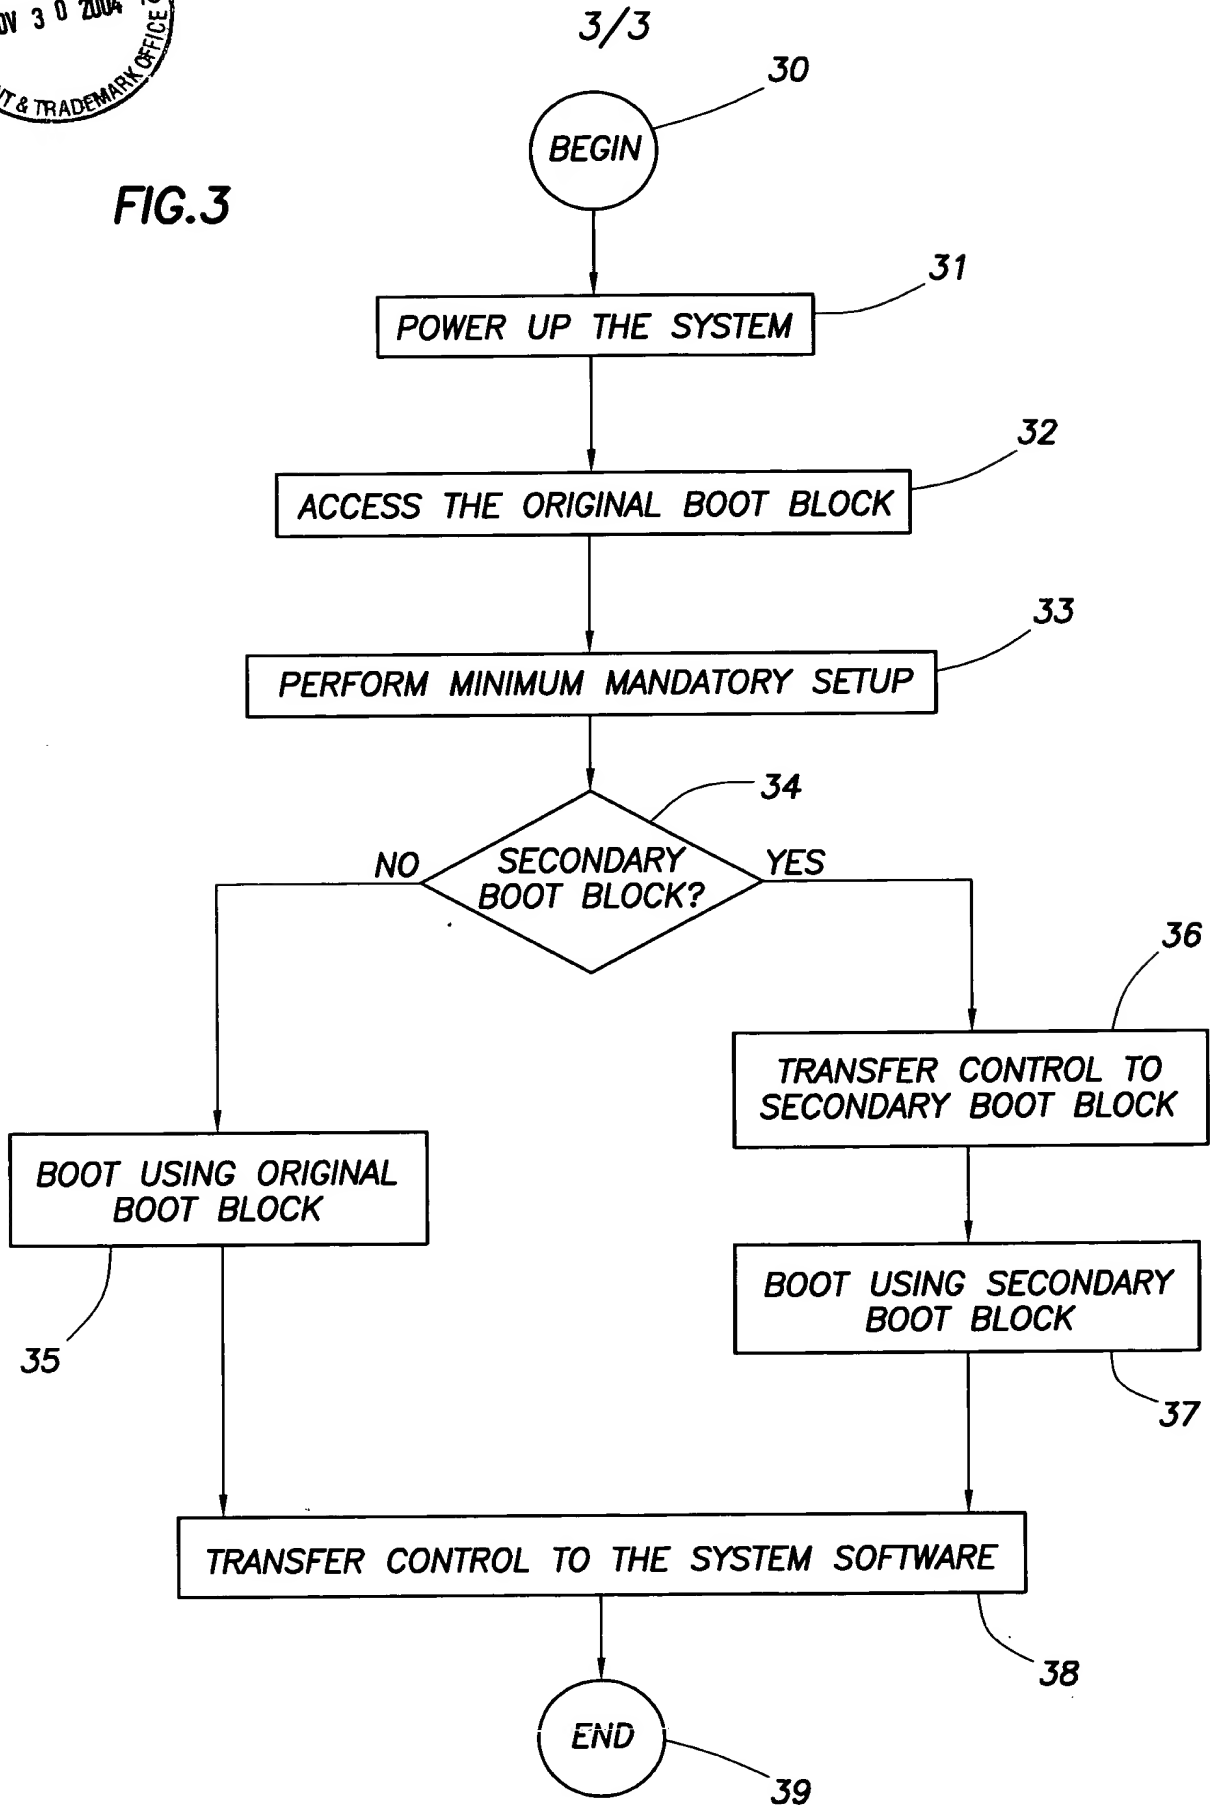 3 0 2004
T & TRADEMARK OFFICE
3/3
30
BEGIN
FIG.3
31
POWER UP THE SYSTEM
32
ACCESS THE ORIGINAL BOOT BLOCK
33
PERFORM MINIMUM MANDATORY SETUP
34
NO
SECONDARY
BOOT BLOCK?
YES
36
TRANSFER CONTROL TO
SECONDARY BOOT BLOCK
BOOT USING ORIGINAL
BOOT BLOCK
35
BOOT USING SECONDARY
BOOT BLOCK
37
TRANSFER CONTROL TO THE SYSTEM SOFTWARE
38
END
39